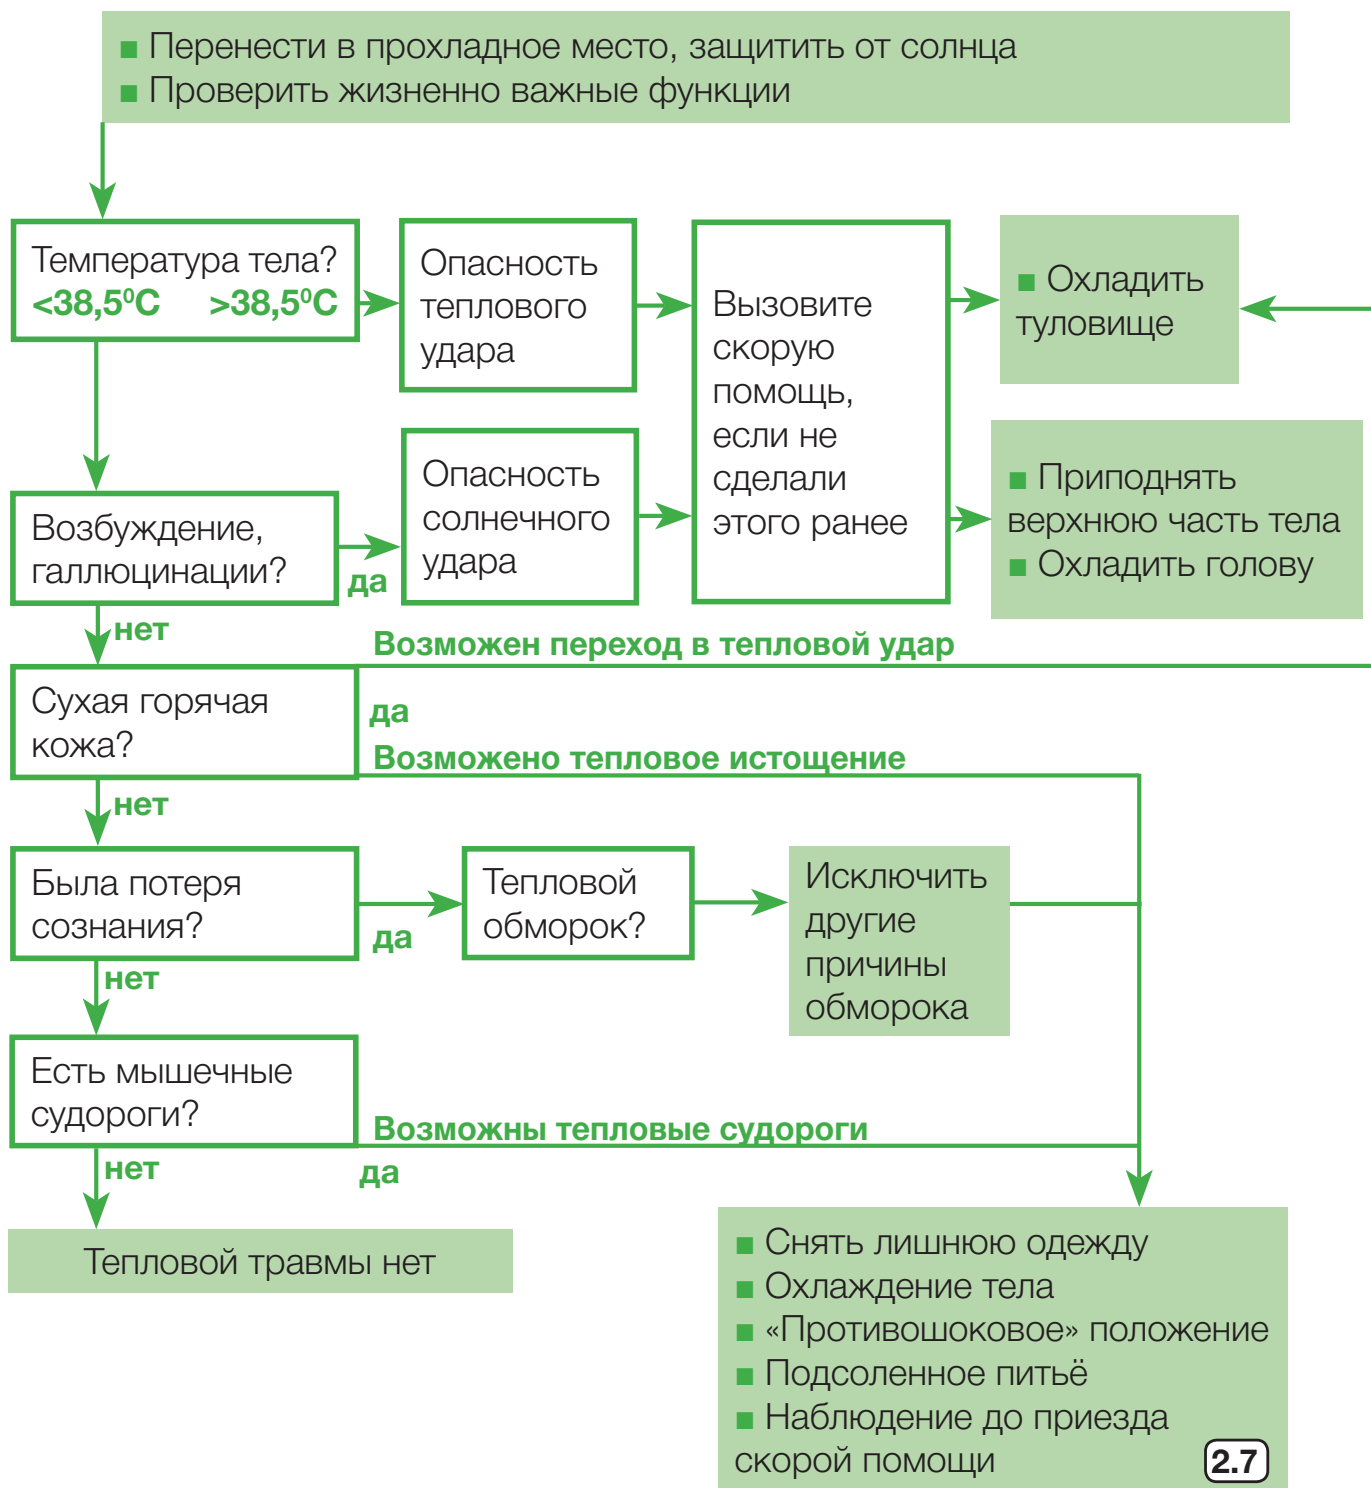 ■ Перенести в прохладное место, защитить от солнца
■ Проверить жизненно важные функции
Температура тела?
<38,5⁰C >38,5⁰C
Опасность
теплового
удара
Вызовите
скорую
помощь,
если не
сделали
этого ранее
■ Охладить
туловище
Возбуждение,
галлюцинации?
да
Опасность
солнечного
удара
■ Приподнять
верхнюю часть тела
■ Охладить голову
нет
Возможен переход в тепловой удар
Сухая горячая
кожа?
да
Возможено тепловое истощение
нет
Была потеря
сознания?
да
Тепловой
обморок?
Исключить
другие
причины
обморока
нет
Есть мышечные
судороги?
Возможны тепловые судороги
да
нет
Тепловой травмы нет
■ Снять лишнюю одежду
■ Охлаждение тела
■ «Противошоковое» положение
■ Подсоленное питьё
■ Наблюдение до приезда
скорой помощи
2.7